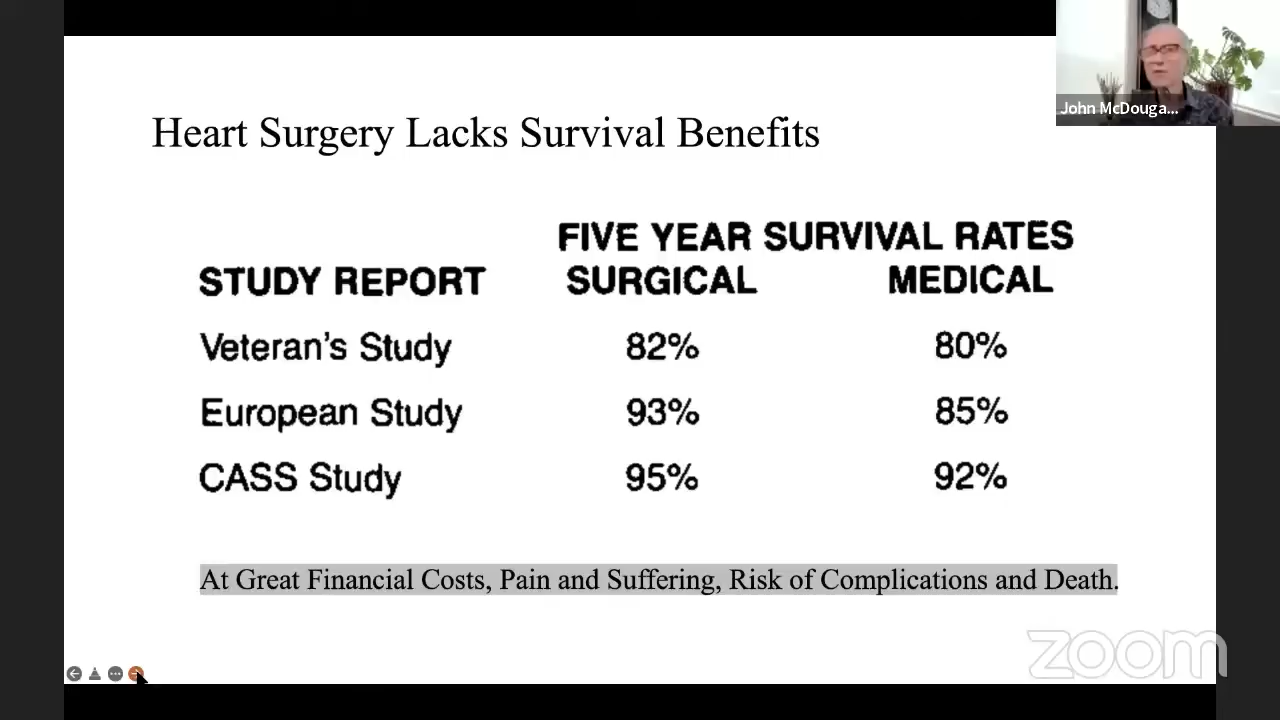 John McDouga...
Heart Surgery Lacks Survival Benefits
FIVE YEAR SURVIVAL RATES
STUDY REPORT SURGICAL MEDICAL
Veteran's Study 82% 80%
European Study 93% 85%
CASS Study 95% 92%
At Great Financial Costs, Pain and Suffering, Risk of Complications and Death.
zoom